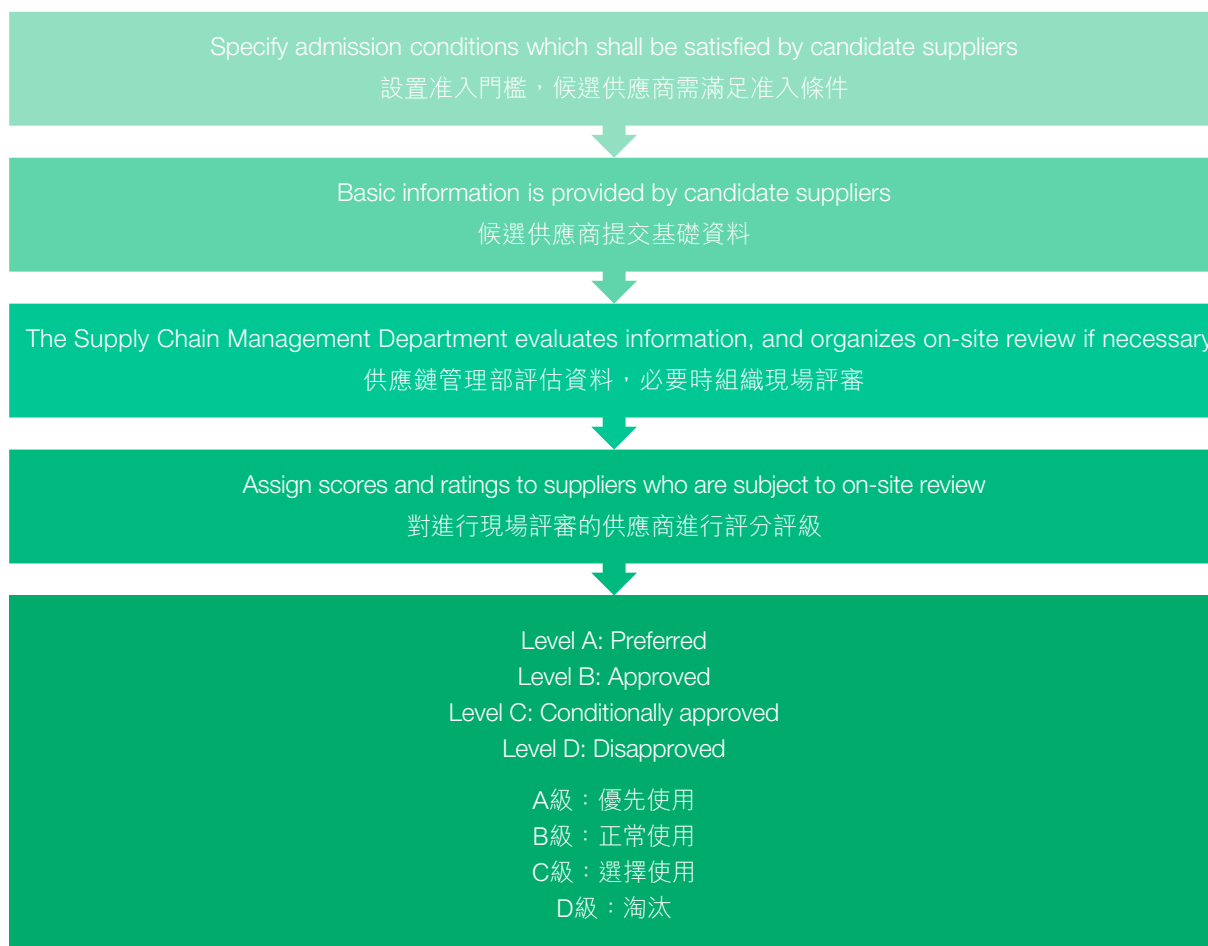 Specify admission conditions which shall be satisfied by candidate suppliers
設置准入門檻，候選供應商需滿足准入條件
Basic information is provided by candidate suppliers
候選供應商提交基礎資料
The Supply Chain Management Department evaluates information, and organizes on-site review if necessary
供應鏈管理部評估資料，必要時組織現場評審
Assign scores and ratings to suppliers who are subject to on-site review
對進行現場評審的供應商進行評分評級
Level A: Preferred
Level B: Approved
Level C: Conditionally approved
Level D: Disapproved
A級：優先使用
B級：正常使用
C級：選擇使用
D級：淘汰